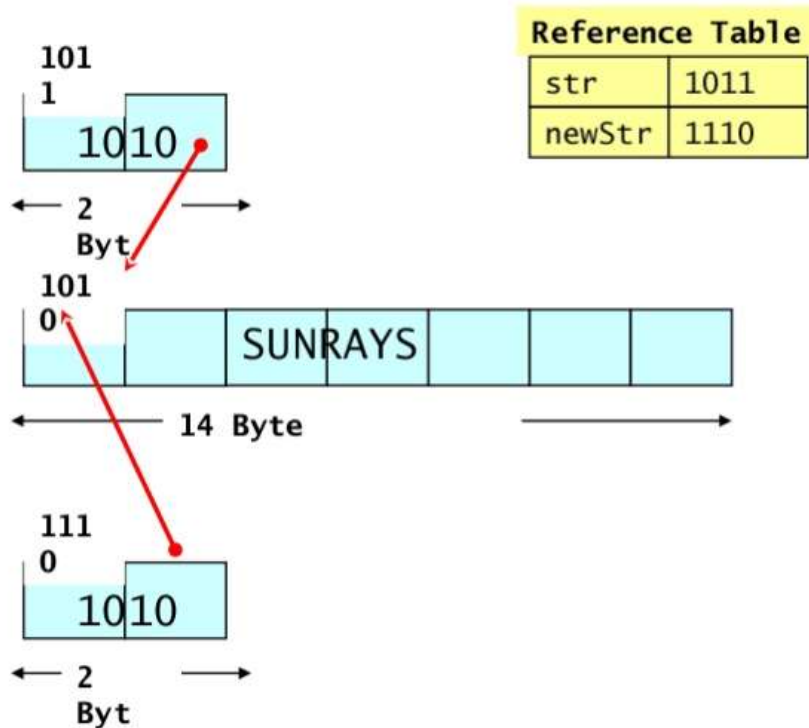 Reference Table
str 1011
newStr 1110
101
1
1010
2
Byt
101
0
SUNRAYS
14 Byte
111
0
1010
2
Byt